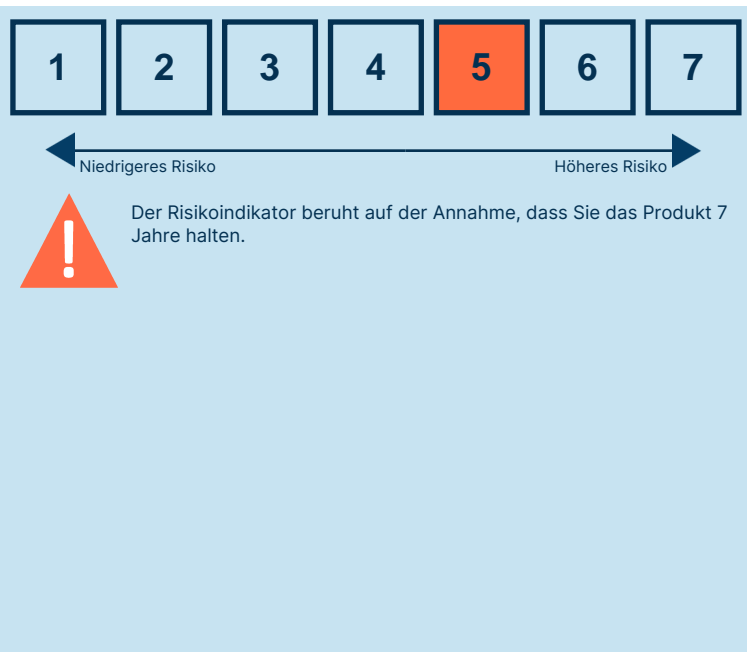 1 2 3 4 5 6 7
Niedrigeres Risiko Höheres Risiko
!
Der Risikoindikator beruht auf der Annahme, dass Sie das Produkt 7
Jahre halten.